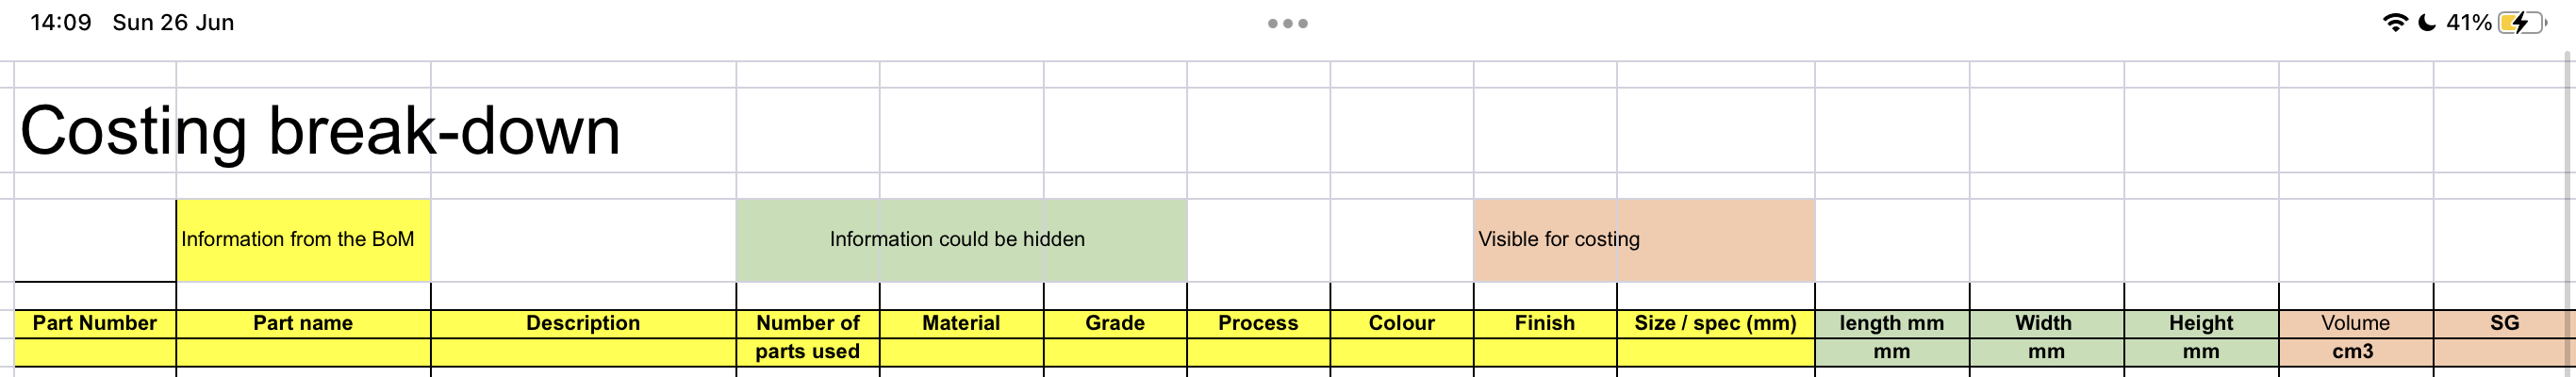 14:09 Sun 26 Jun
41%
Costing break-down
Information from the BoM
Information could be hidden
Visible for costing
Part Number Part name Description Number of Material Grade Process Colour Finish Size / spec (mm) length mm Width Height Volume SG
parts used mm mm mm cm3